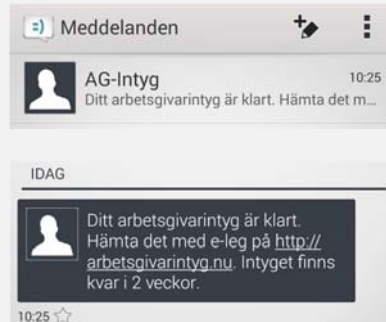 Meddelanden
AG-Intyg 10:25
Ditt arbetsgivarintyg är klart. Hämta det m...
IDAG
Ditt arbetsgivarintyg är klart.
Hämta det med e-leg på http://
arbetsgivarintyg.nu. Intyget finns
kvar i 2 veckor.
10:25